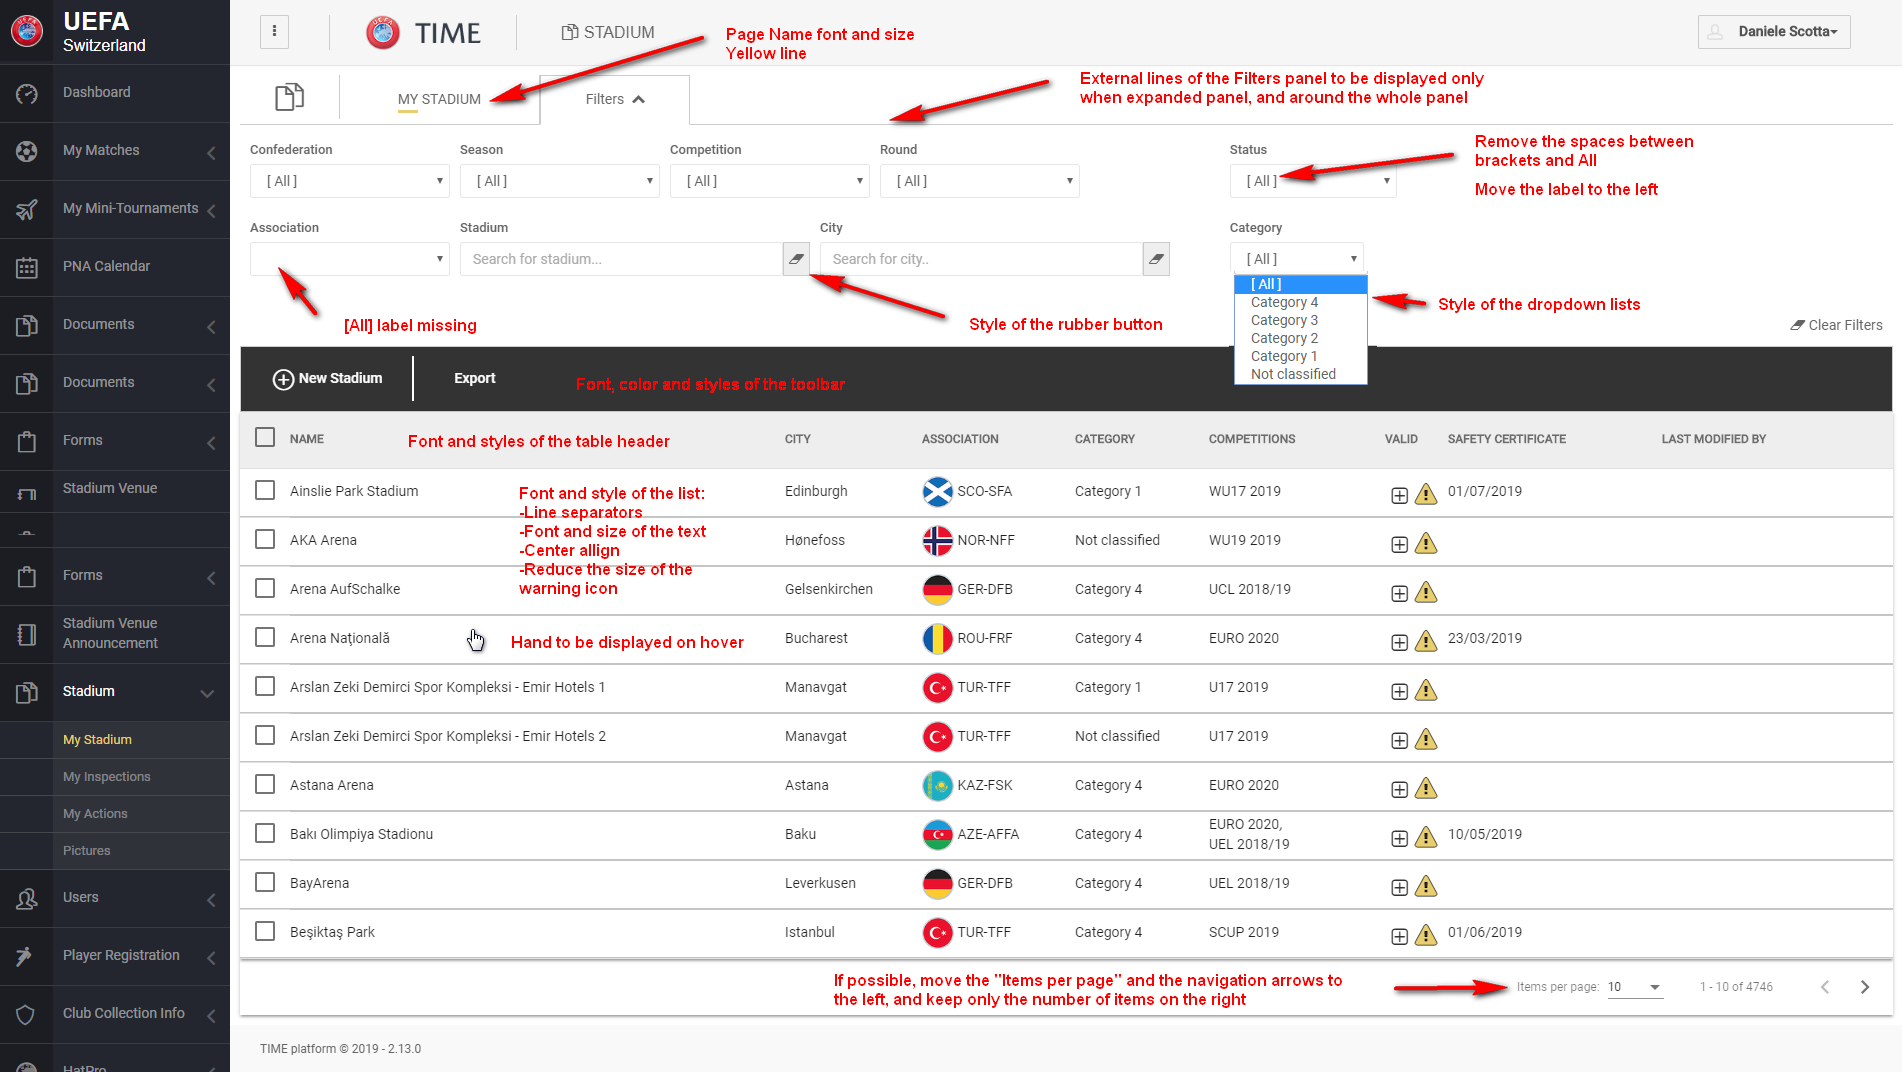 UEFA
Switzerland
Dashboard
My Matches
My Mini-Tournaments
PNA Calendar
Documents
Documents
Forms
Stadium Venue
Forms
Stadium Venue
Announcement
Stadium
My Stadium
My Inspections
My Actions
Pictures
Users
Player Registration
Club Collection Info
HatPro
TIME
STADIUM
Daniele Scotta
Page Name font and size
Yellow line
MY STADIUM
Filters
External lines of the Filters panel to be displayed only
when expanded panel, and around the whole panel
Confederation
Season
Competition
Round
Status
[ All ]
[ All ]
[ All ]
[ All ]
[ All ]
Remove the spaces between
brackets and All
Move the label to the left
Association
Stadium
City
Category
Search for stadium...
Search for city..
[ All ]
[ All ]
Category 4
Category 3
Category 2
Category 1
Not classified
[All] label missing
Style of the rubber button
Style of the dropdown lists
Clear Filters
New Stadium
Export
Font, color and styles of the toolbar
NAME
Font and styles of the table header
CITY
ASSOCIATION
CATEGORY
COMPETITIONS
VALID
SAFETY CERTIFICATE
LAST MODIFIED BY
Ainslie Park Stadium Edinburgh SCO-SFA Category 1 WU17 2019 01/07/2019
Font and style of the list:
-Line separators
-Font and size of the text
-Center allign
-Reduce the size of the
warning icon
AKA Arena Hønefoss NOR-NFF Not classified WU19 2019
Arena AufSchalke Gelsenkirchen GER-DFB Category 4 UCL 2018/19
Arena Naţională Bucharest ROU-FRF Category 4 EURO 2020 23/03/2019
Hand to be displayed on hover
Arslan Zeki Demirci Spor Kompleksi - Emir Hotels 1 Manavgat TUR-TFF Category 1 U17 2019
Arslan Zeki Demirci Spor Kompleksi - Emir Hotels 2 Manavgat TUR-TFF Not classified U17 2019
Astana Arena Astana KAZ-FSK Category 4 EURO 2020
Bakı Olimpiya Stadionu Baku AZE-AFFA Category 4 EURO 2020,
UEL 2018/19 10/05/2019
BayArena Leverkusen GER-DFB Category 4 UEL 2018/19
Beşiktaş Park Istanbul TUR-TFF Category 4 SCUP 2019 01/06/2019
If possible, move the "Items per page" and the navigation arrows to
the left, and keep only the number of items on the right
Items per page: 10
1 - 10 of 4746
TIME platform © 2019 - 2.13.0